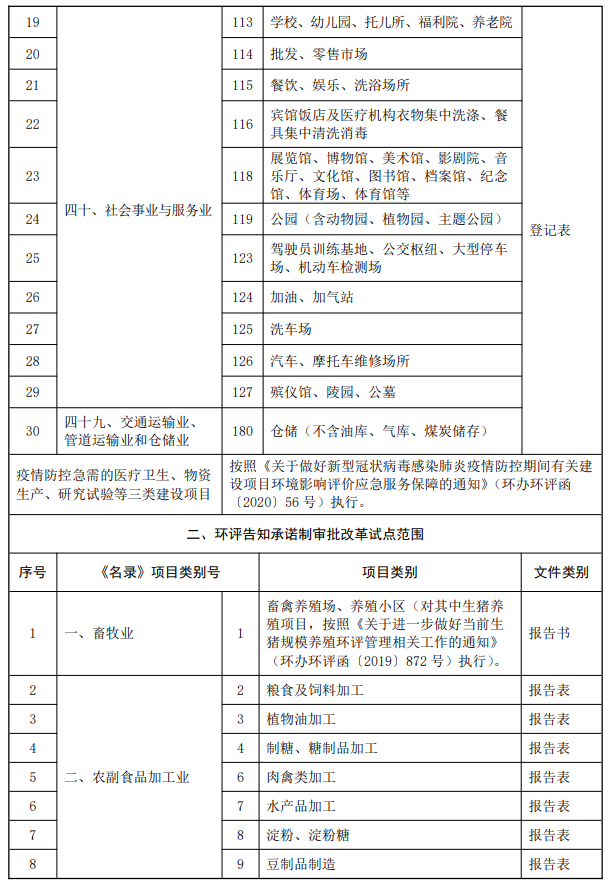 19 113 学校、幼儿园、托儿所、福利院、养老院
20 114 批发、零售市场
21 115 餐饮、娱乐、洗浴场所
22 116 宾馆饭店及医疗机构衣物集中洗涤、餐
具集中清洗消毒
23 118 展览馆、博物馆、美术馆、影剧院、音
乐厅、文化馆、图书馆、档案馆、纪念
馆、体育场、体育馆等
四十、社会事业与服务业
24 119 公园（含动物园、植物园、主题公园）
登记表
25 123 驾驶员训练基地、公交枢纽、大型停车
场、机动车检测场
26 124 加油、加气站
27 125 洗车场
28 126 汽车、摩托车维修场所
29 127 殡仪馆、陵园、公墓
30 四十九、交通运输业、
管道运输业和仓储业
180 仓储（不含油库、气库、煤炭储存）
疫情防控急需的医疗卫生、物资
生产、研究试验等三类建设项目
按照《关于做好新型冠状病毒感染肺炎疫情防控期间有关建
设项目环境影响评价应急服务保障的通知》（环办环评函
〔2020〕56 号）执行。
二、环评告知承诺制审批改革试点范围
序号 《名录》项目类别号 项目类别 文件类别
1 一、畜牧业 1 畜禽养殖场、养殖小区（对其中生猪养
殖项目，按照《关于进一步做好当前生
猪规模养殖环评管理相关工作的通知》
（环办环评函〔2019〕872 号）执行）。
报告书
2 2 粮食及饲料加工 报告表
3 3 植物油加工 报告表
4 4 制糖、糖制品加工 报告表
5 二、农副食品加工业 6 肉禽类加工 报告表
6 7 水产品加工 报告表
7 8 淀粉、淀粉糖 报告表
8 9 豆制品制造 报告表